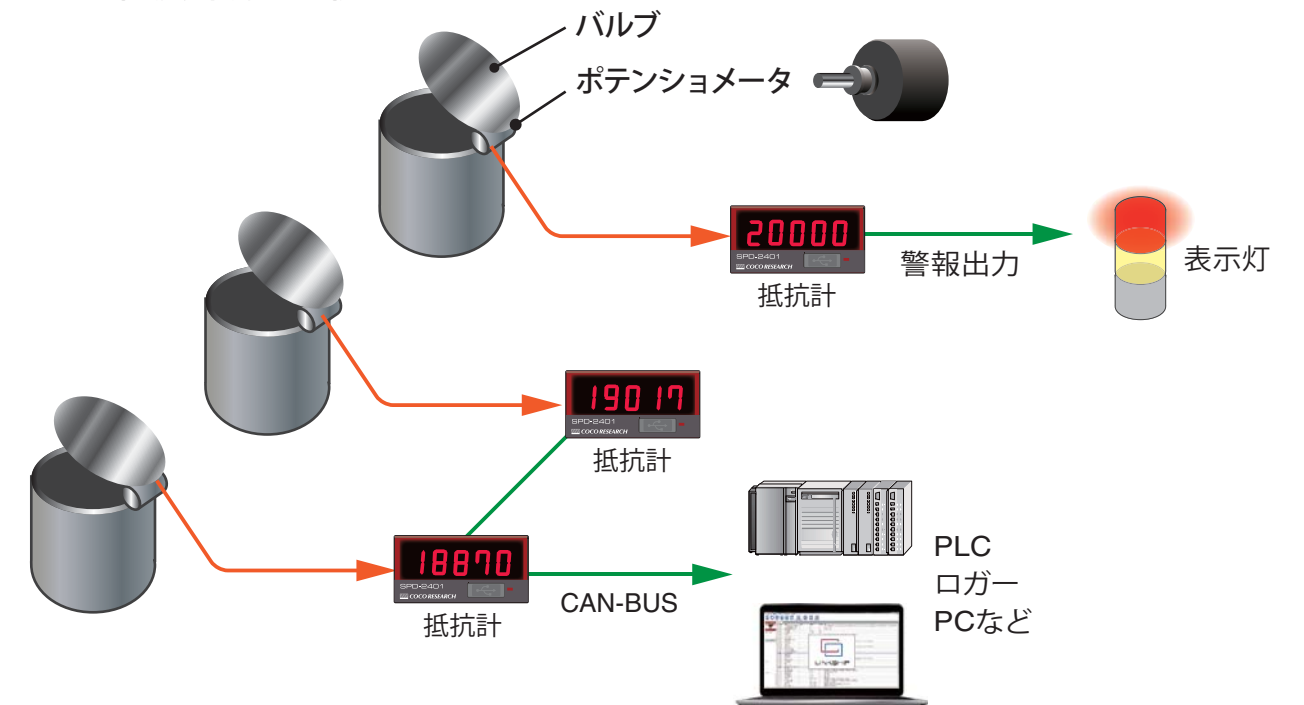 バルブ
ポテンショメータ
20000
SPD-2401
COCO RESEARCH
抵抗計
警報出力
表示灯
19017
SPD-2401
COCO RESEARCH
抵抗計
18870
SPD-2401
COCO RESEARCH
抵抗計
CAN-BUS
PLC
ロガー
PCなど
LINKSHIP